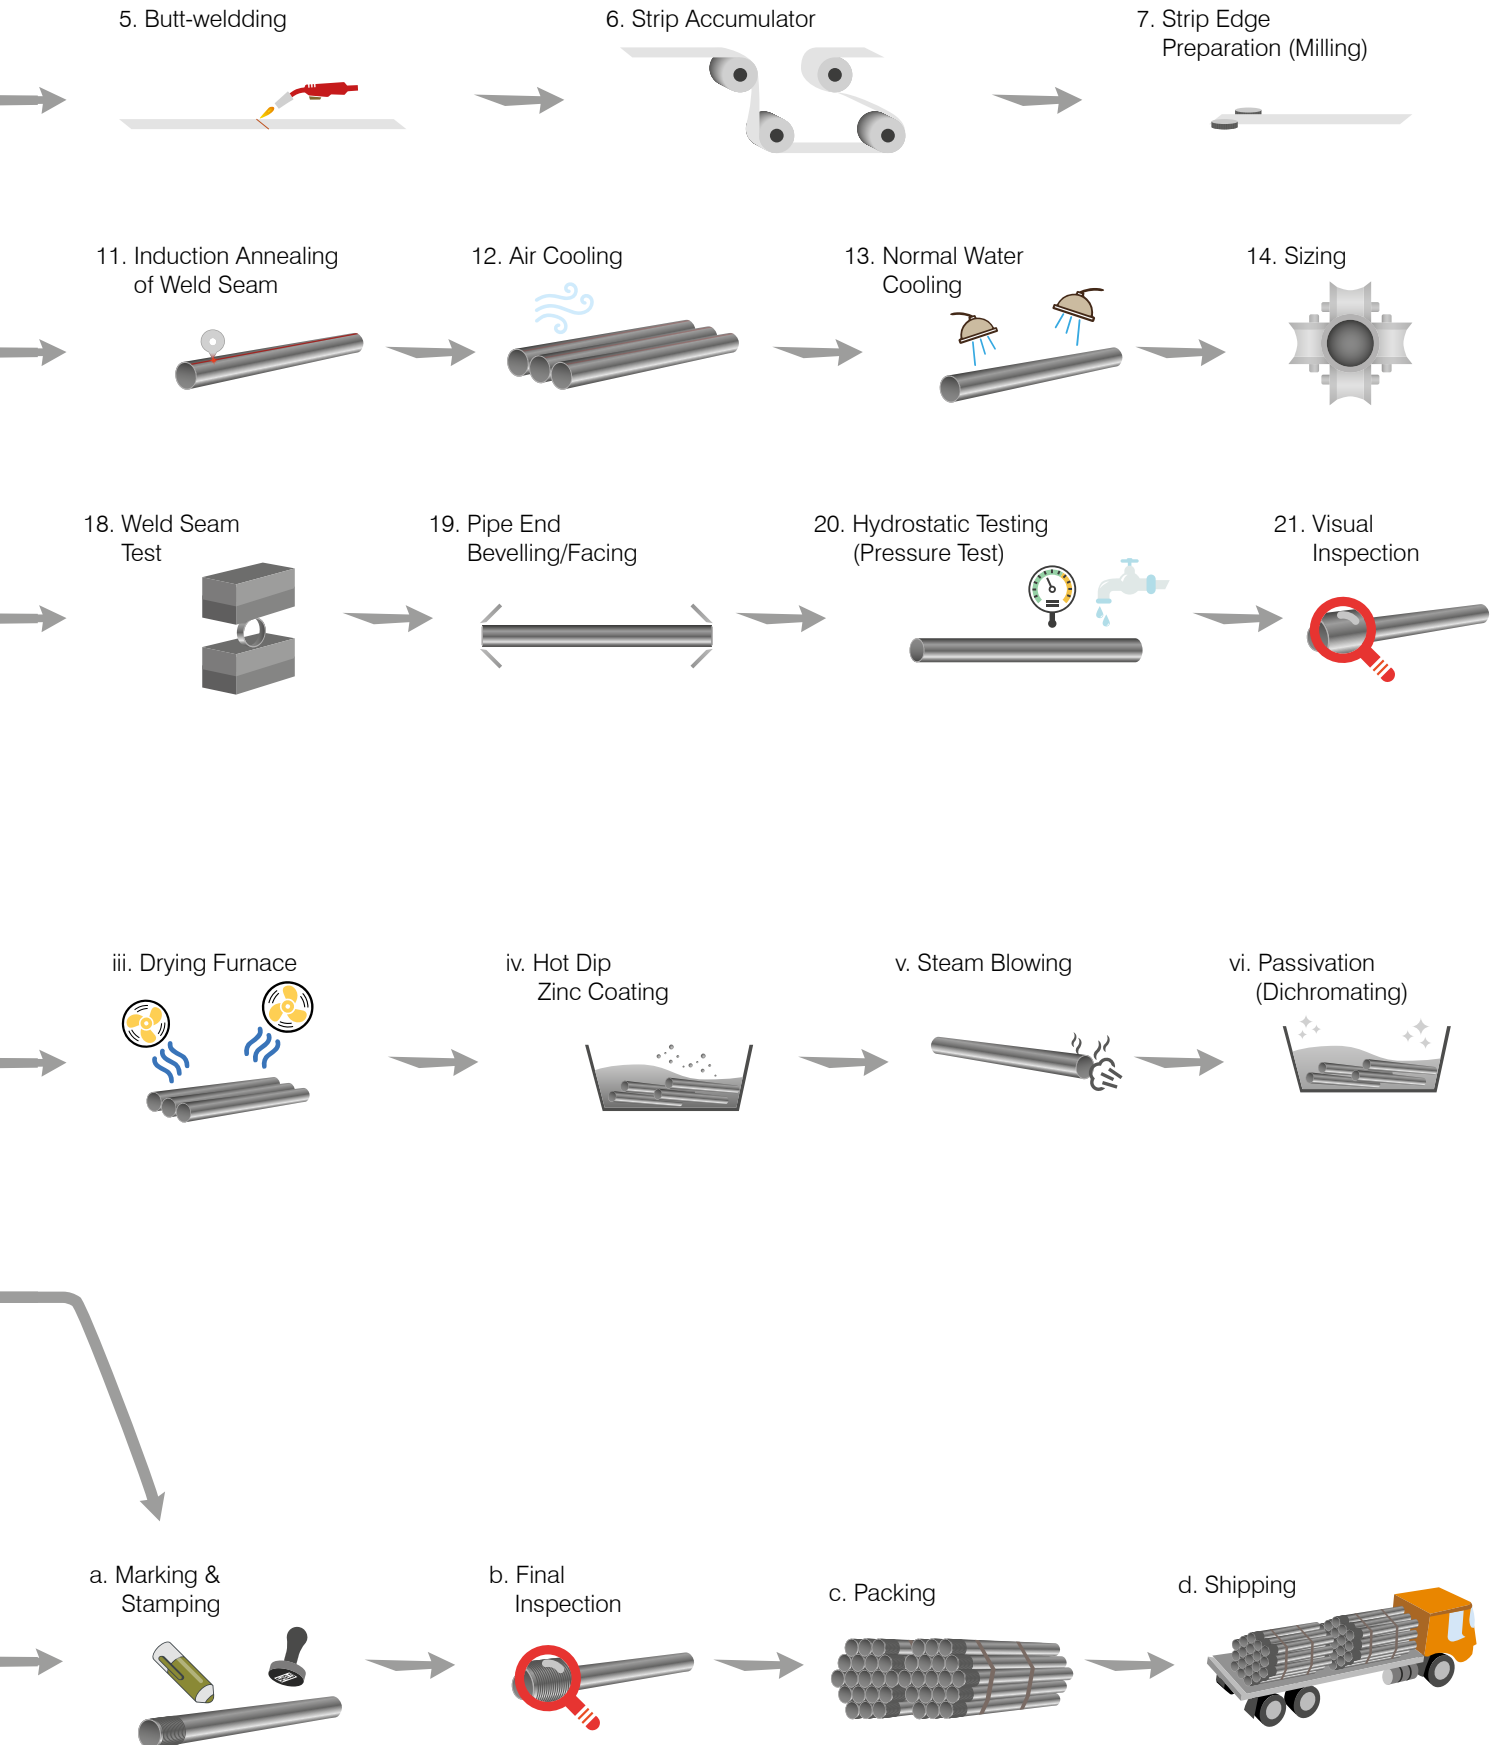 5. Butt-weldding
6. Strip Accumulator
7. Strip Edge
Preparation (Milling)
11. Induction Annealing
of Weld Seam
12. Air Cooling
13. Normal Water
Cooling
14. Sizing
18. Weld Seam
Test
19. Pipe End
Bevelling/Facing
20. Hydrostatic Testing
(Pressure Test)
21. Visual
Inspection
iii. Drying Furnace
iv. Hot Dip
Zinc Coating
v. Steam Blowing
vi. Passivation
(Dichromating)
a. Marking &
Stamping
b. Final
Inspection
c. Packing
d. Shipping